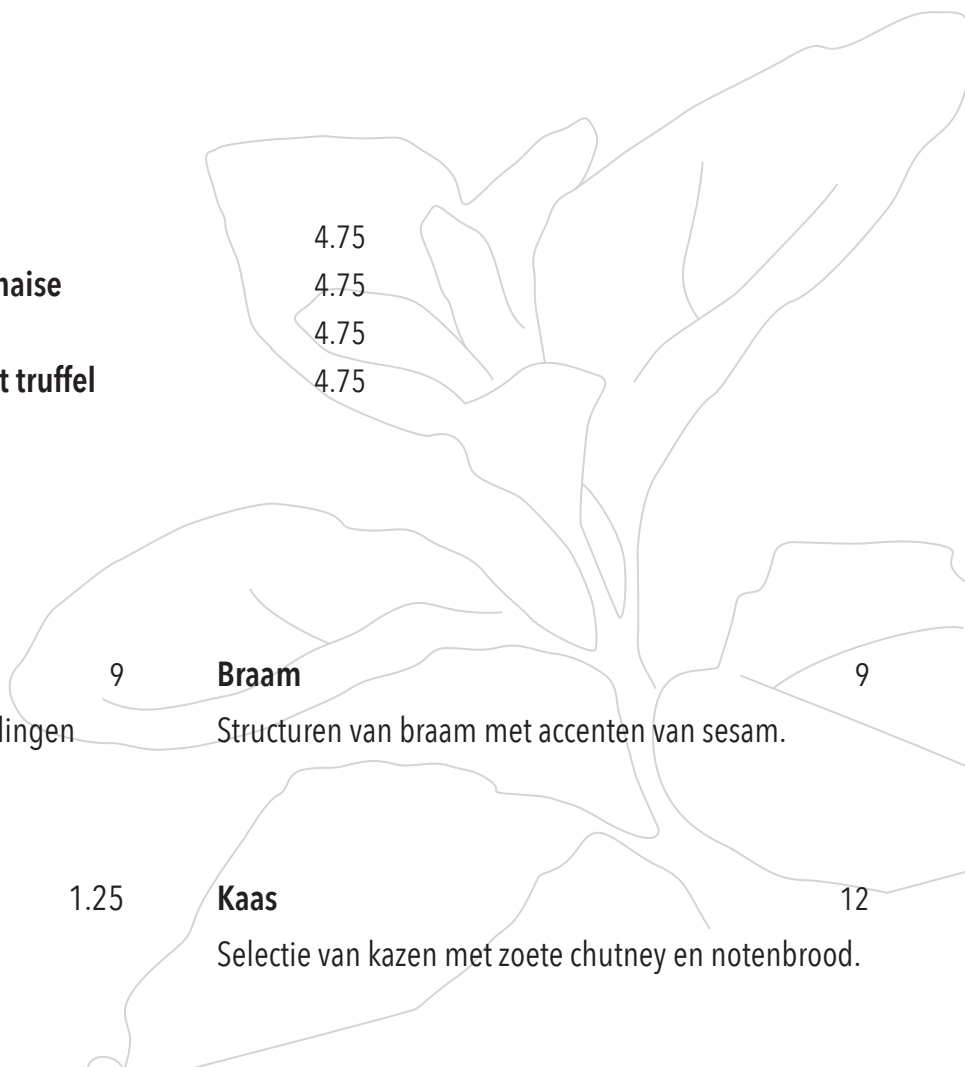 4.75
naise 4.75
4.75
t truffel 4.75
9 Braam 9
lingen Structuren van braam met accenten van sesam.
1.25 Kaas 12
Selectie van kazen met zoete chutney en notenbrood.